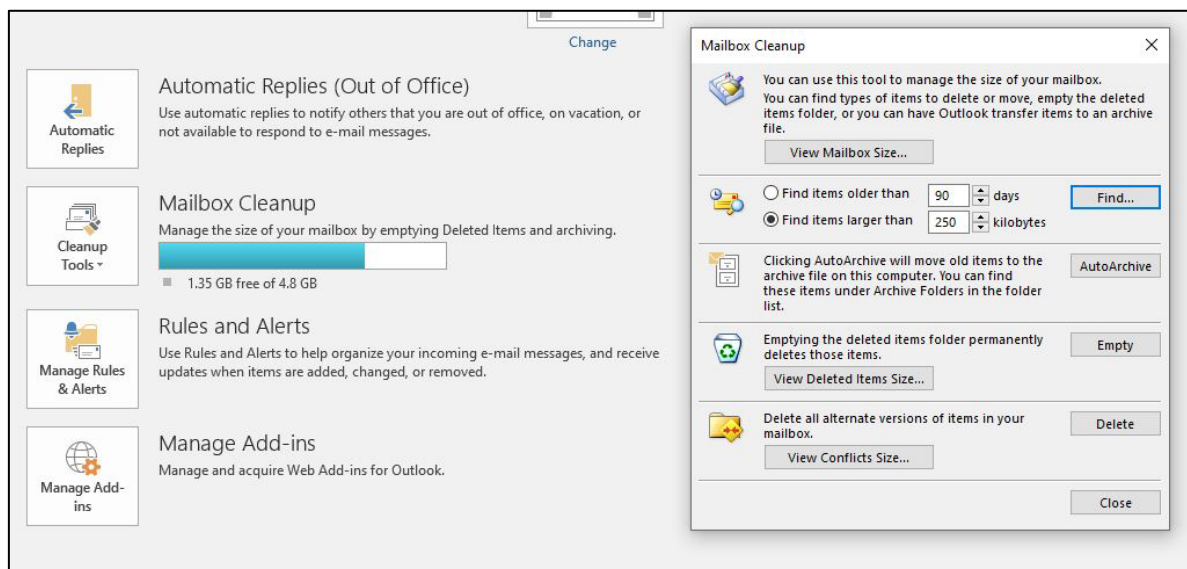 Change
Automatic
Replies
Automatic Replies (Out of Office)
Use automatic replies to notify others that you are out of office, on vacation, or
not available to respond to e-mail messages.
Cleanup
Tools
Mailbox Cleanup
Manage the size of your mailbox by emptying Deleted Items and archiving.
1.35 GB free of 4.8 GB
Manage Rules
& Alerts
Rules and Alerts
Use Rules and Alerts to help organize your incoming e-mail messages, and receive
updates when items are added, changed, or removed.
Manage Add-
ins
Manage Add-ins
Manage and acquire Web Add-ins for Outlook.
Mailbox Cleanup
You can use this tool to manage the size of your mailbox.
You can find types of items to delete or move, empty the deleted
items folder, or you can have Outlook transfer items to an archive
file.
View Mailbox Size...
Find items older than 90 days
Find...
Find items larger than 250 kilobytes
Clicking AutoArchive will move old items to the
archive file on this computer. You can find
these items under Archive Folders in the folder
list.
AutoArchive
Emptying the deleted items folder permanently
deletes those items.
Empty
View Deleted Items Size...
Delete all alternate versions of items in your
mailbox.
Delete
View Conflicts Size...
Close